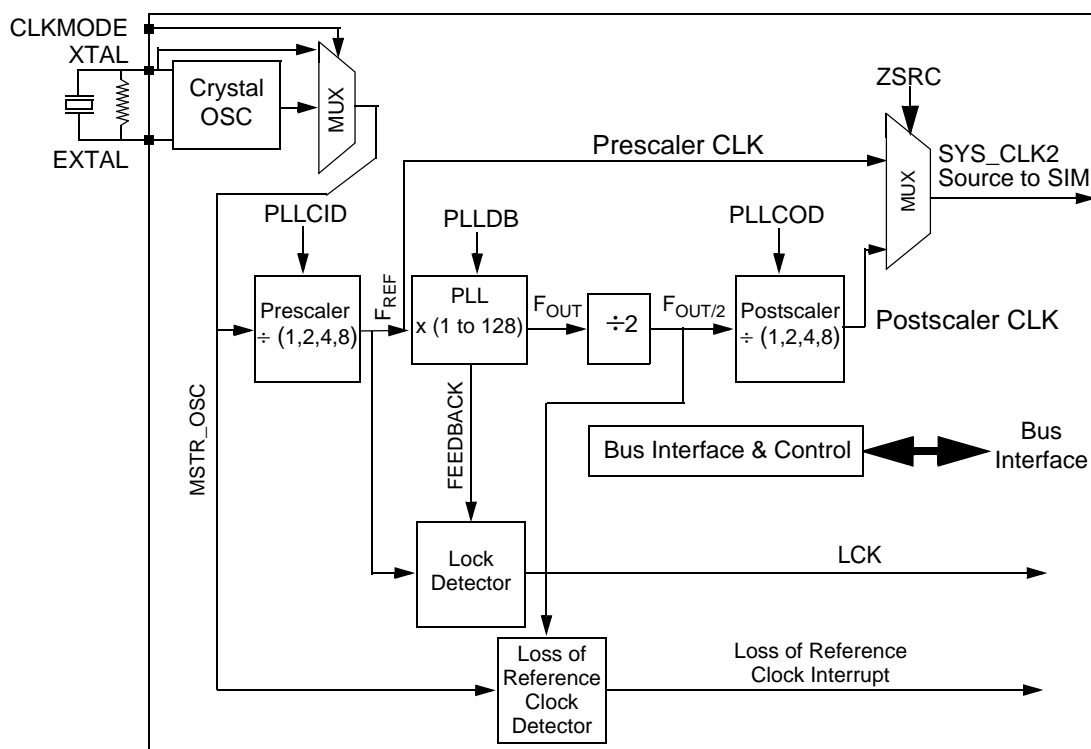 CLKMODE
XTAL
Crystal
OSC
MUX
EXTAL
ZSRC
Prescaler CLK
MUX
SYS_CLK2
Source to SIM
PLLCID
PLLDB
PLLCOD
Prescaler
÷ (1,2,4,8)
FREF
PLL
x (1 to 128)
FOUT
÷2
FOUT/2
Postscaler
÷ (1,2,4,8)
Postscaler CLK
MSTR_OSC
FEEDBACK
Bus Interface & Control
Bus
Interface
Lock
Detector
LCK
Loss of
Reference
Clock
Detector
Loss of Reference
Clock Interrupt